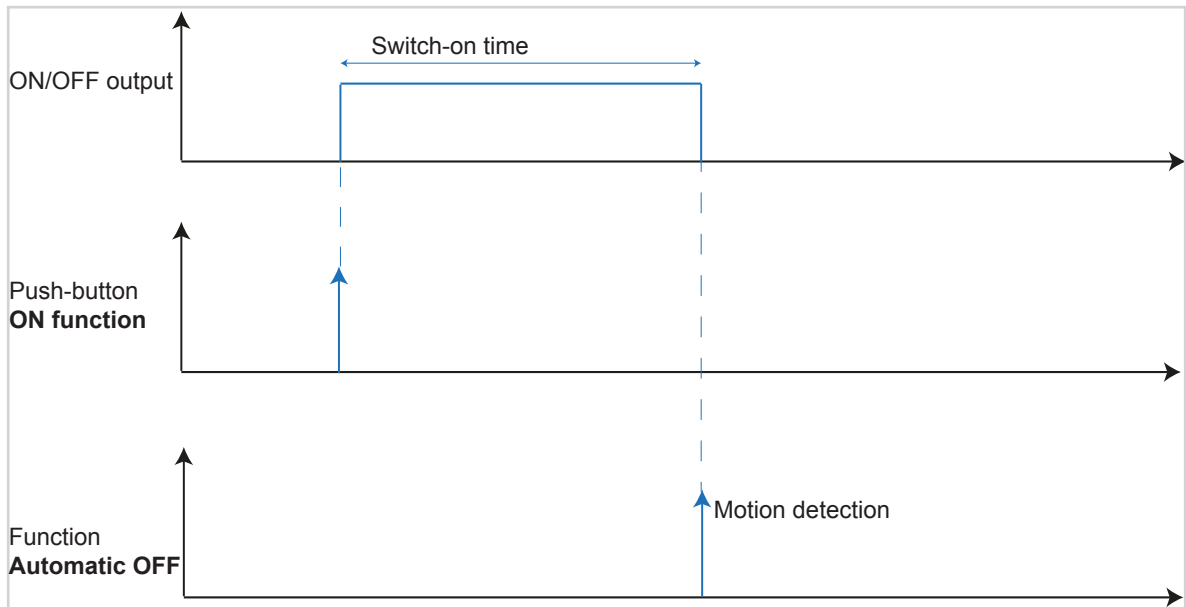 Switch-on time
ON/OFF output
Push-button
ON function
Motion detection
Function
Automatic OFF